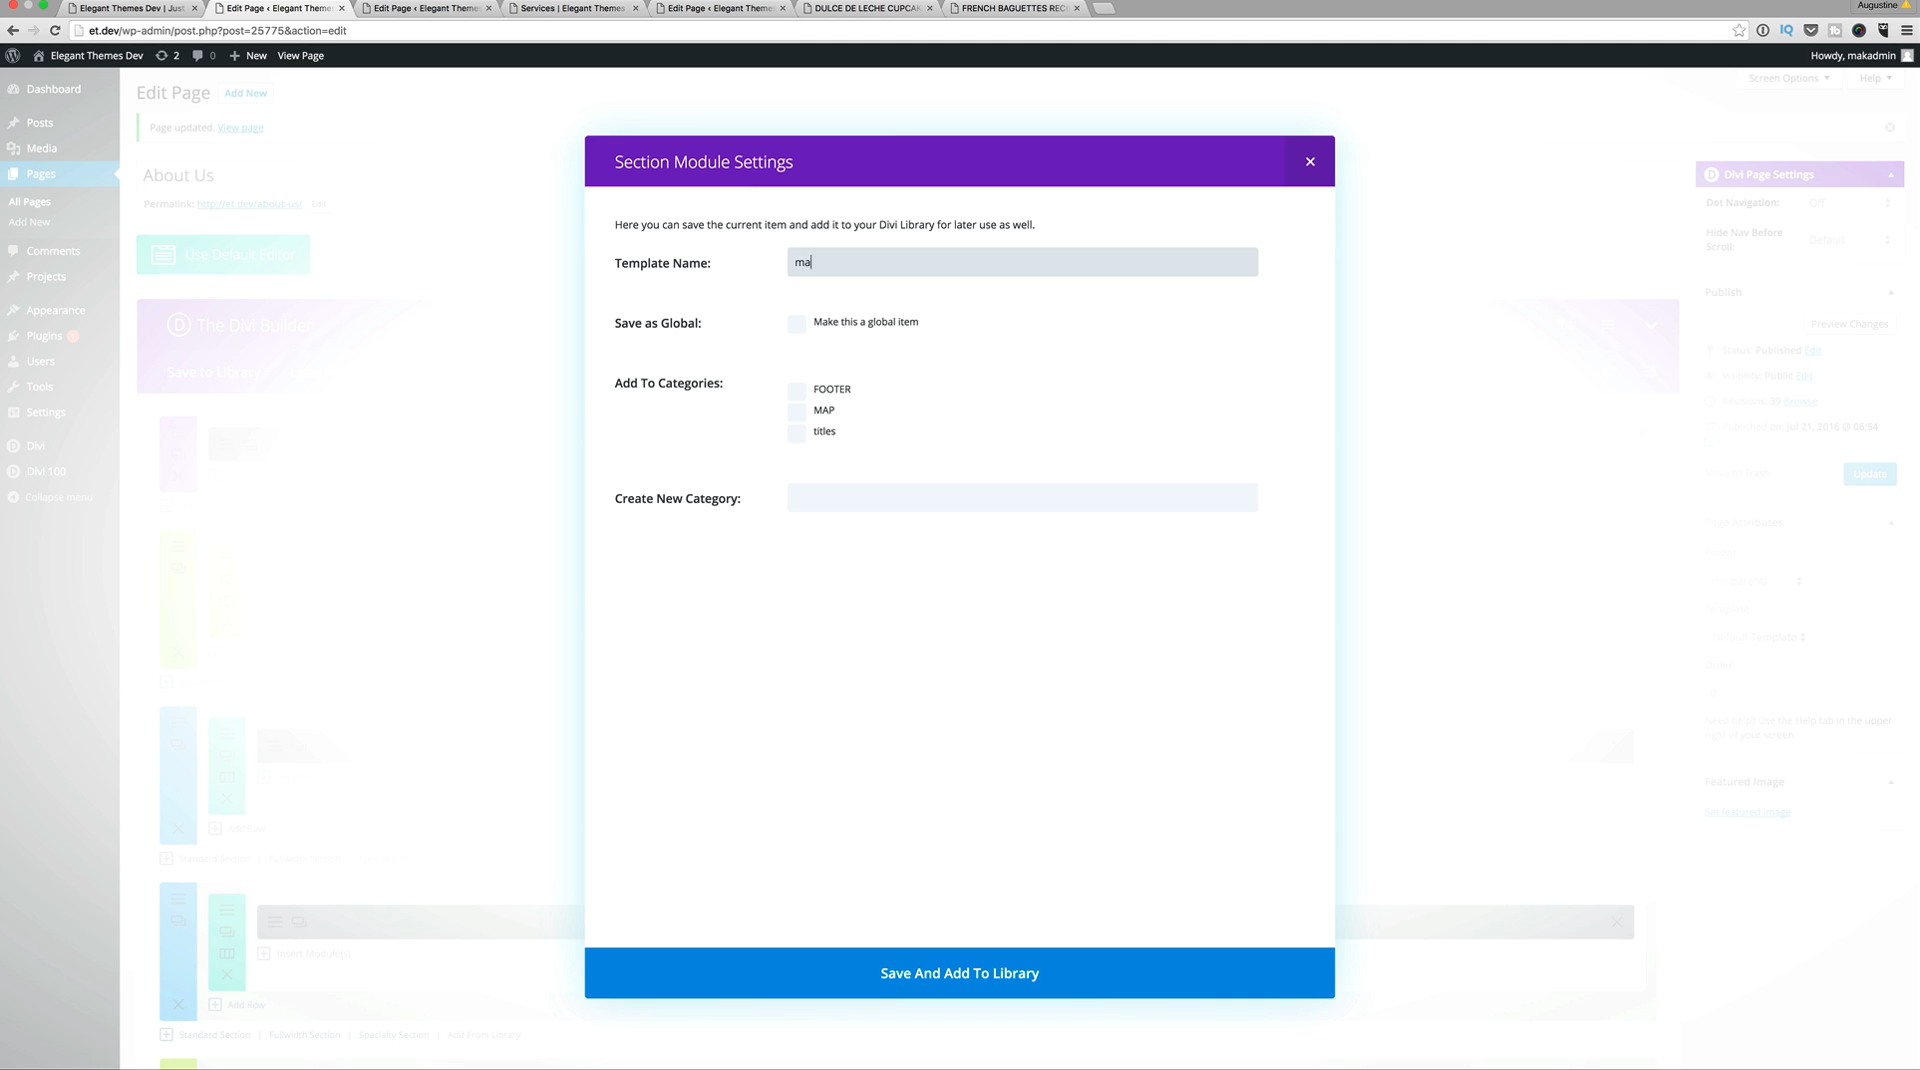 Elegant Themes Dev | Just
Edit Page ‹ Elegant Theme
Edit Page ‹ Elegant Themes
Services | Elegant Themes
Edit Page ‹ Elegant Themes
DULCE DE LECHE CUPCAK
FRENCH BAGUETTES REC
Augustine
et.dev/wp-admin/post.php?post=25775&action=edit
Elegant Themes Dev
2
0
New
View Page
Howdy, makadmin
Screen Options
Help
Dashboard
Posts
Media
Pages
All Pages
Add New
Comments
Projects
Appearance
Plugins
Users
Tools
Settings
Divi
Divi 100
Collapse menu
Edit Page
Add New
Page updated. View page
About Us
Permalink: http://et.dev/about-us/ Edit
Use Default Editor
The Divi Builder
Save to Library
Section Module Settings
Here you can save the current item and add it to your Divi Library for later use as well.
Template Name:
ma
Save as Global:
Make this a global item
Add To Categories:
FOOTER
MAP
titles
Create New Category:
Save And Add To Library
Add Row
Standard Section | Fullwidth Section
Insert Module(s)
Add Row
Standard Section | Fullwidth Section | Specialty Section | Add From Library
Divi Page Settings
Dot Navigation:
Off
Hide Nav Before
Scroll:
Default
Publish
Preview Changes
Status: Published Edit
Visibility: Public Edit
Revisions: 39 Browse
Published on: Jul 21, 2016 @ 06:54
Update
Page Attributes
Default Template
Order
0
Need help? Use the Help tab in the upper
right of your screen.
Featured Image
Set featured image